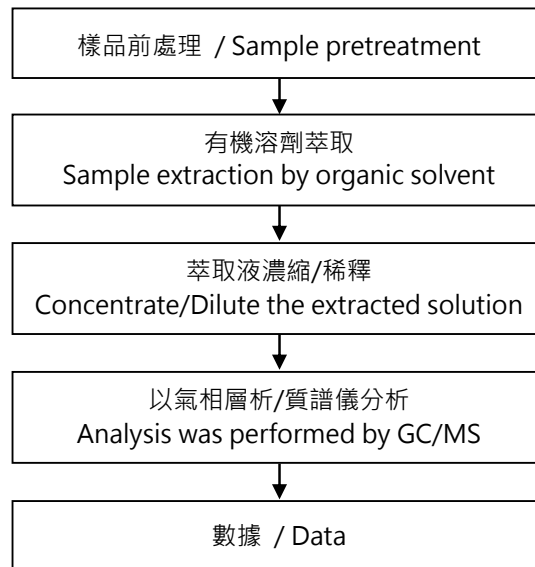 樣品前處理 / Sample pretreatment
有機溶劑萃取
Sample extraction by organic solvent
萃取液濃縮/稀釋
Concentrate/Dilute the extracted solution
以氣相層析/質譜儀分析
Analysis was performed by GC/MS
數據 / Data